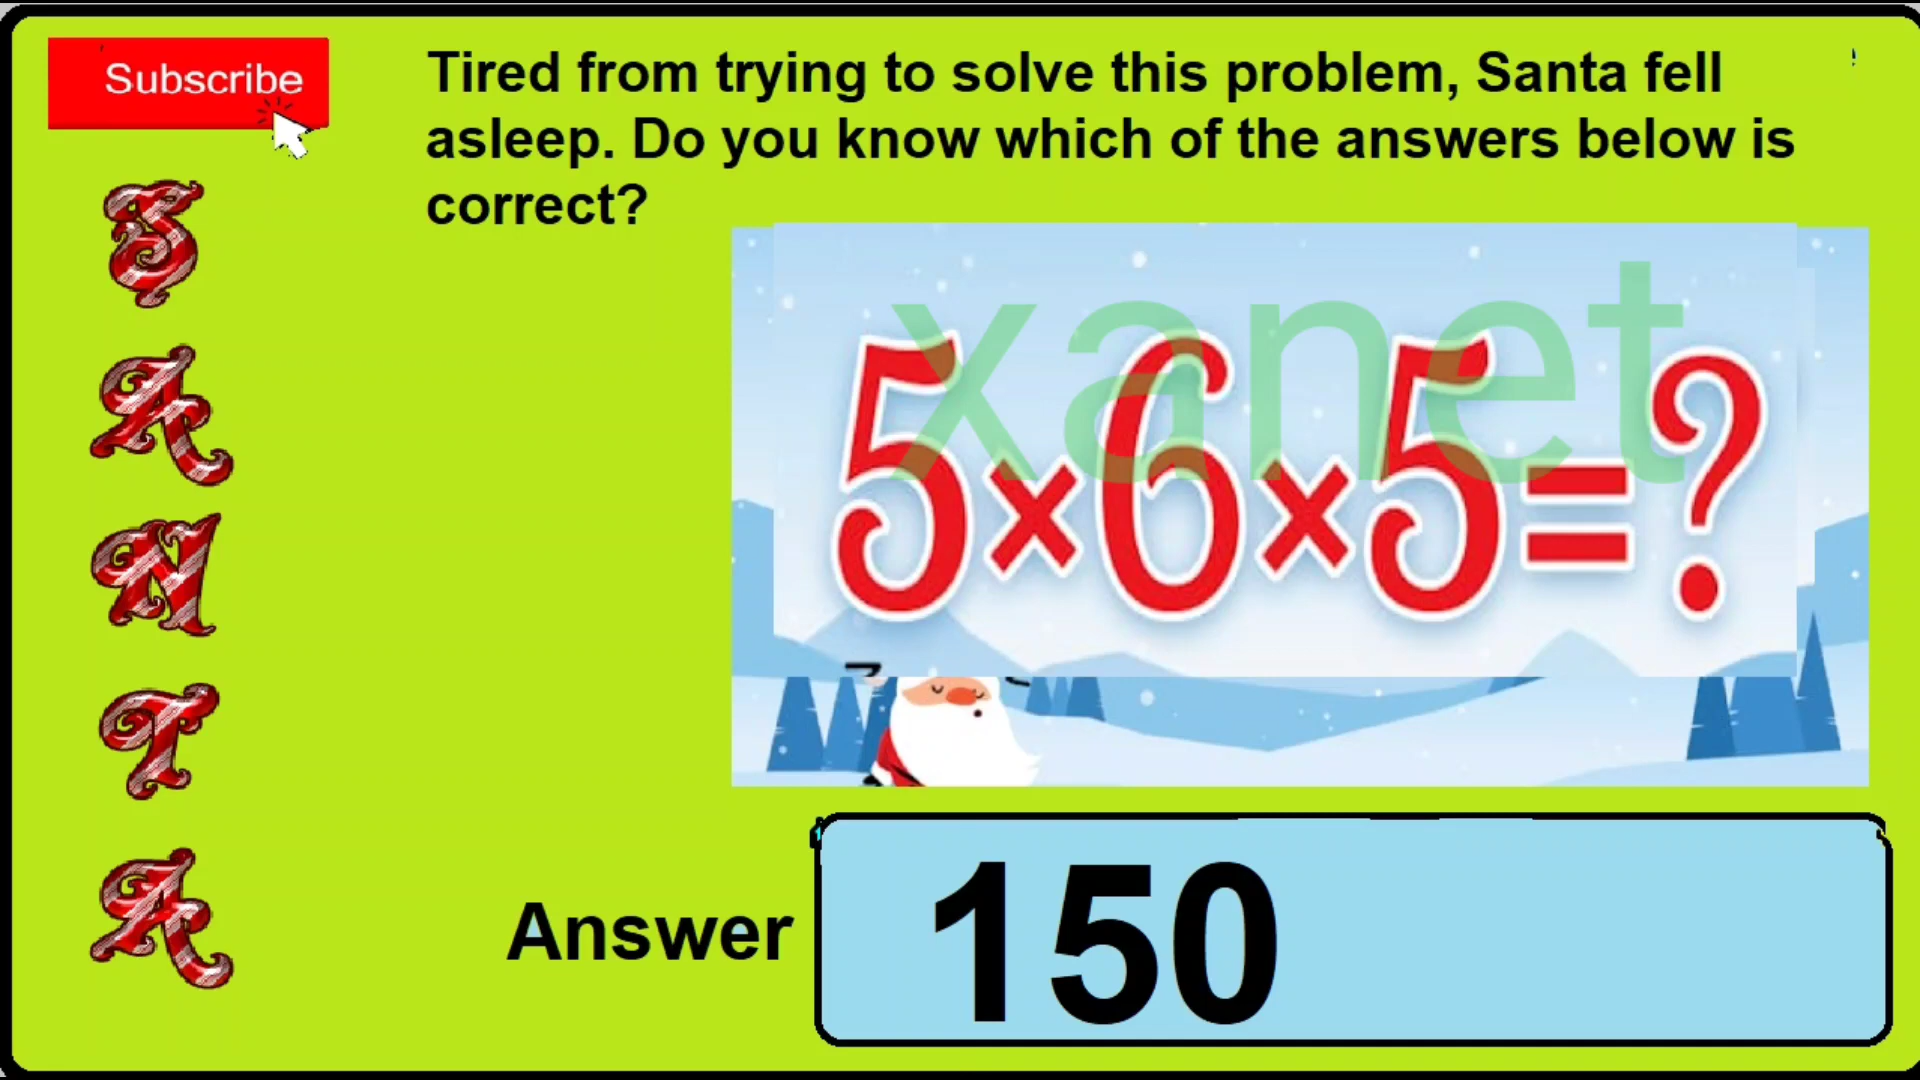 Subscribe
Tired from trying to solve this problem, Santa fell
asleep. Do you know which of the answers below is
correct?
S
A
N
T
A
xanet
5×6×5=?
Answer
150